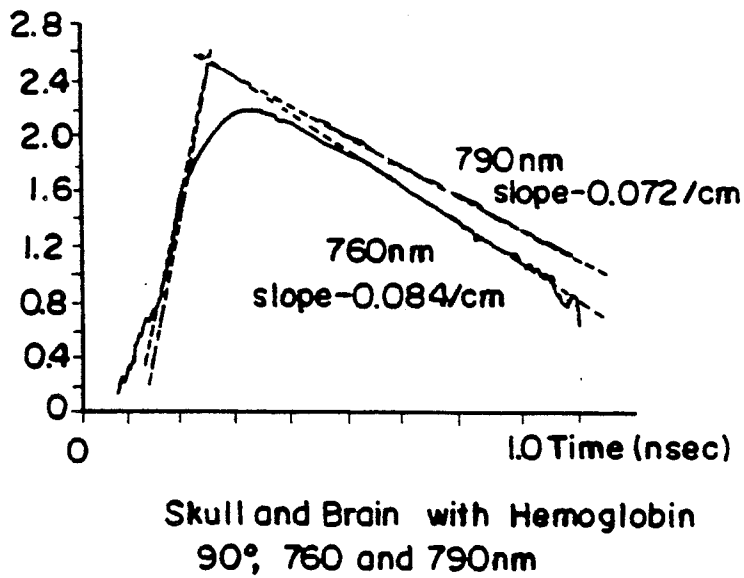 2.8
2.4
2.0
1.6
1.2
0.8
0.4
0
0
1.0 Time (nsec)
790nm
slope-0.072/cm
760nm
slope-0.084/cm
Skull and Brain with Hemoglobin
90°, 760 and 790nm